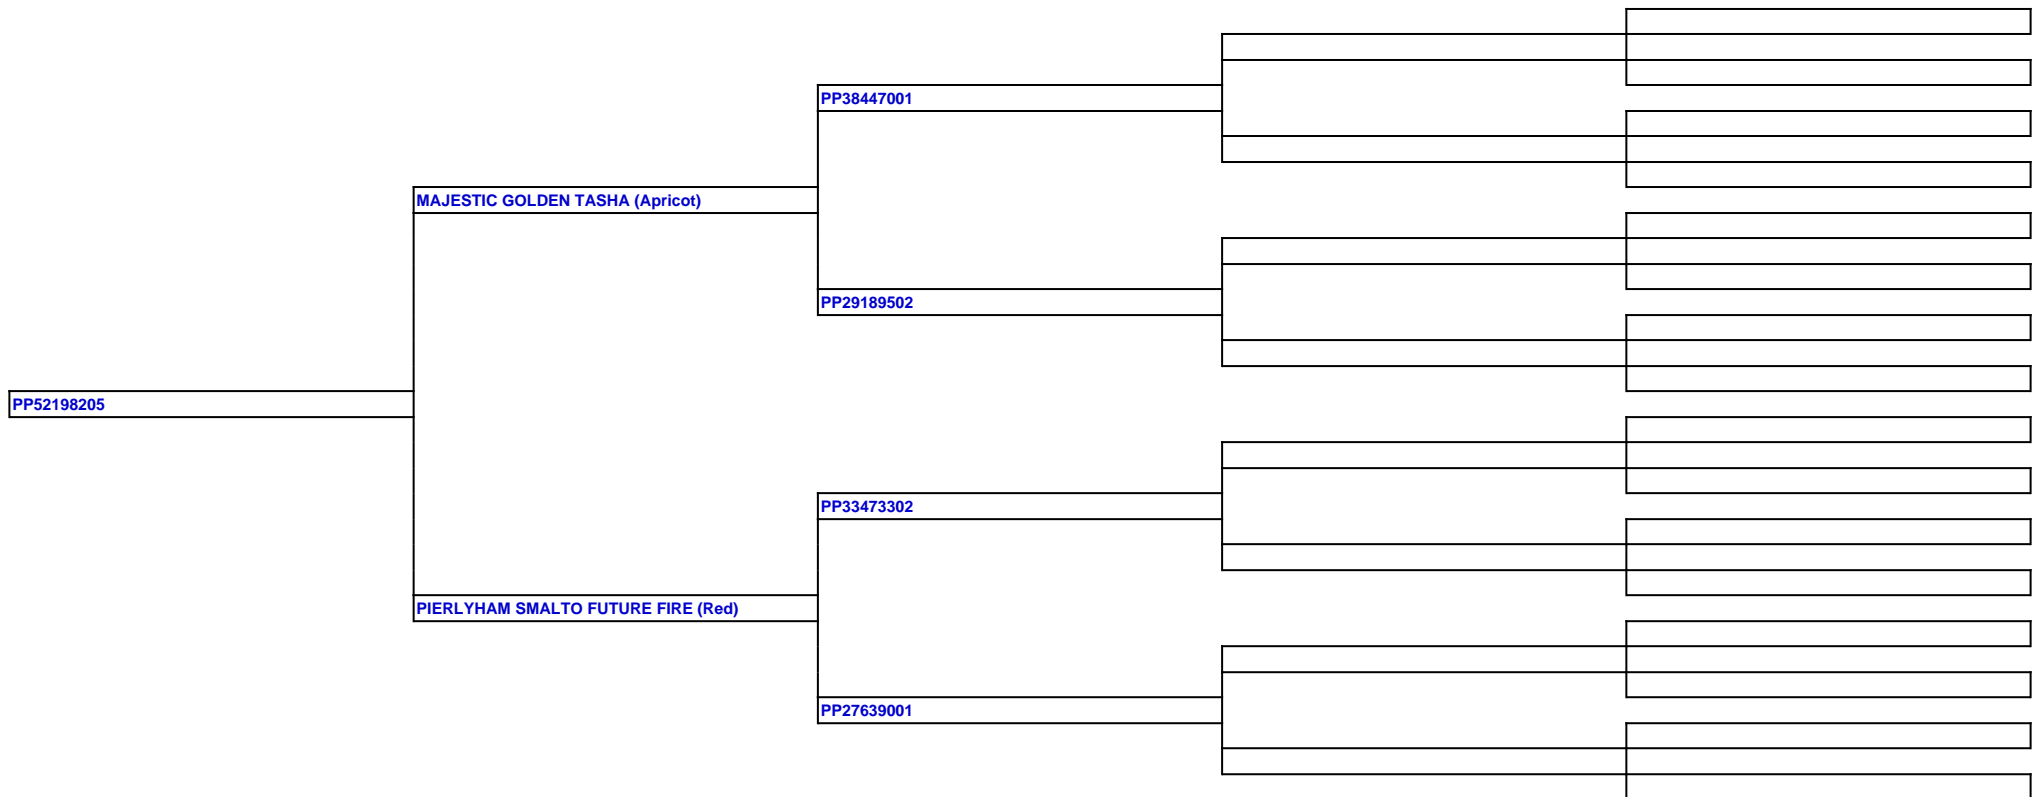 PP38447001
MAJESTIC GOLDEN TASHA (Apricot)
PP29189502
PP52198205
PP33473302
PIERLYHAM SMALTO FUTURE FIRE (Red)
PP27639001